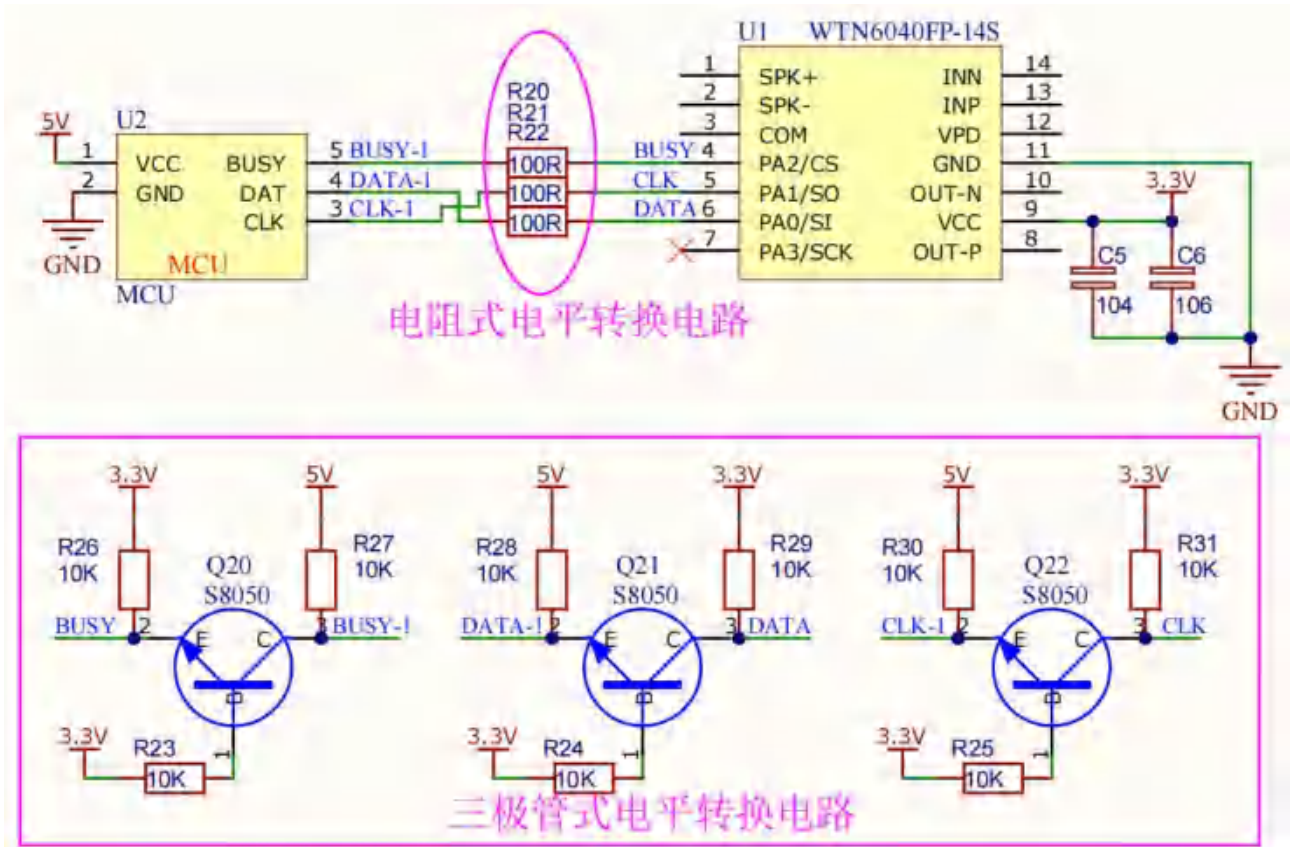 U1 WTN6040FP-14S
1 SPK+ INN 14
2 SPK- INP 13
3 COM VPD 12
BUSY 4 PA2/CS GND 11
CLK 5 PA1/SO OUT-N 10
DATA 6 PA0/SI VCC 9
7 PA3/SCK OUT-P 8
R20
R21
R22
100R
100R
100R
5V
U2
1 VCC BUSY 5 BUSY-1
2 GND DAT 4 DATA-1
CLK 3 CLK-1
GND
MCU
MCU
3.3V
C5
104
C6
106
GND
电阻式电平转换电路
3.3V
5V
R26
10K
Q20
S8050
R27
10K
BUSY 2 E C 3 BUSY-1
B
1
3.3V
R23
10K
5V
3.3V
R28
10K
Q21
S8050
R29
10K
DATA-1 2 E C 3 DATA
B
1
3.3V
R24
10K
5V
3.3V
R30
10K
Q22
S8050
R31
10K
CLK-1 2 E C 3 CLK
B
1
3.3V
R25
10K
三极管式电平转换电路